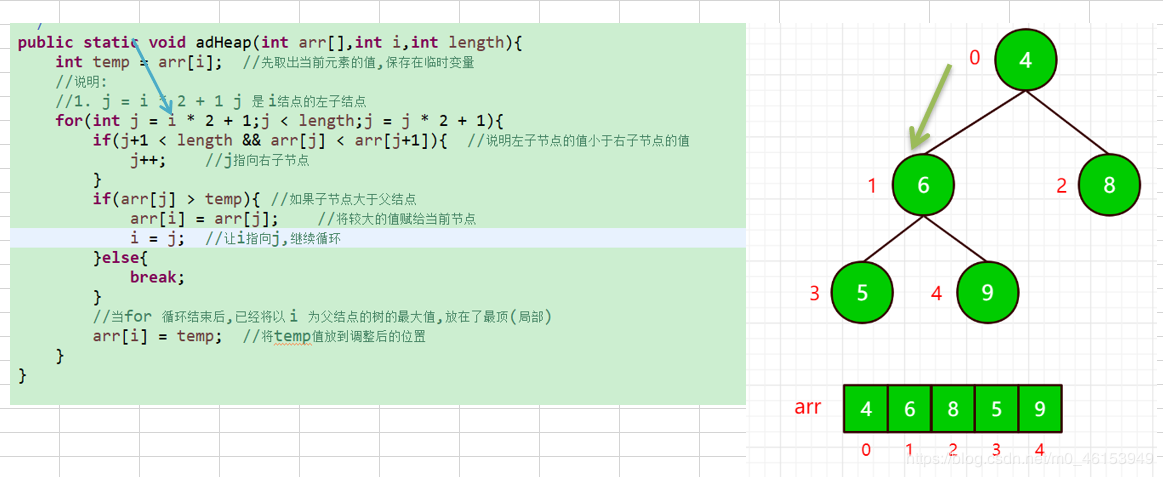 /
public static void adHeap(int arr[],int i,int length){
int temp = arr[i]; //先取出当前元素的值,保存在临时变量
//说明:
//1. j = i * 2 + 1 j 是 i结点的左子结点
for(int j = i * 2 + 1;j < length;j = j * 2 + 1){
if(j+1 < length && arr[j] < arr[j+1]){ //说明左子节点的值小于右子节点的值
j++; //j指向右子节点
}
if(arr[j] > temp){ //如果子节点大于父结点
arr[i] = arr[j]; //将较大的值赋给当前节点
i = j; //让i指向j,继续循环
}else{
break;
}
//当for 循环结束后,已经将以 i 为父结点的树的最大值,放在了最顶(局部)
arr[i] = temp; //将temp值放到调整后的位置
}
}
0 4
1 6 2 8
3 5 4 9
arr 4 6 8 5 9
0 1 2 3 4
https://blog.csdn.net/m0_46153949